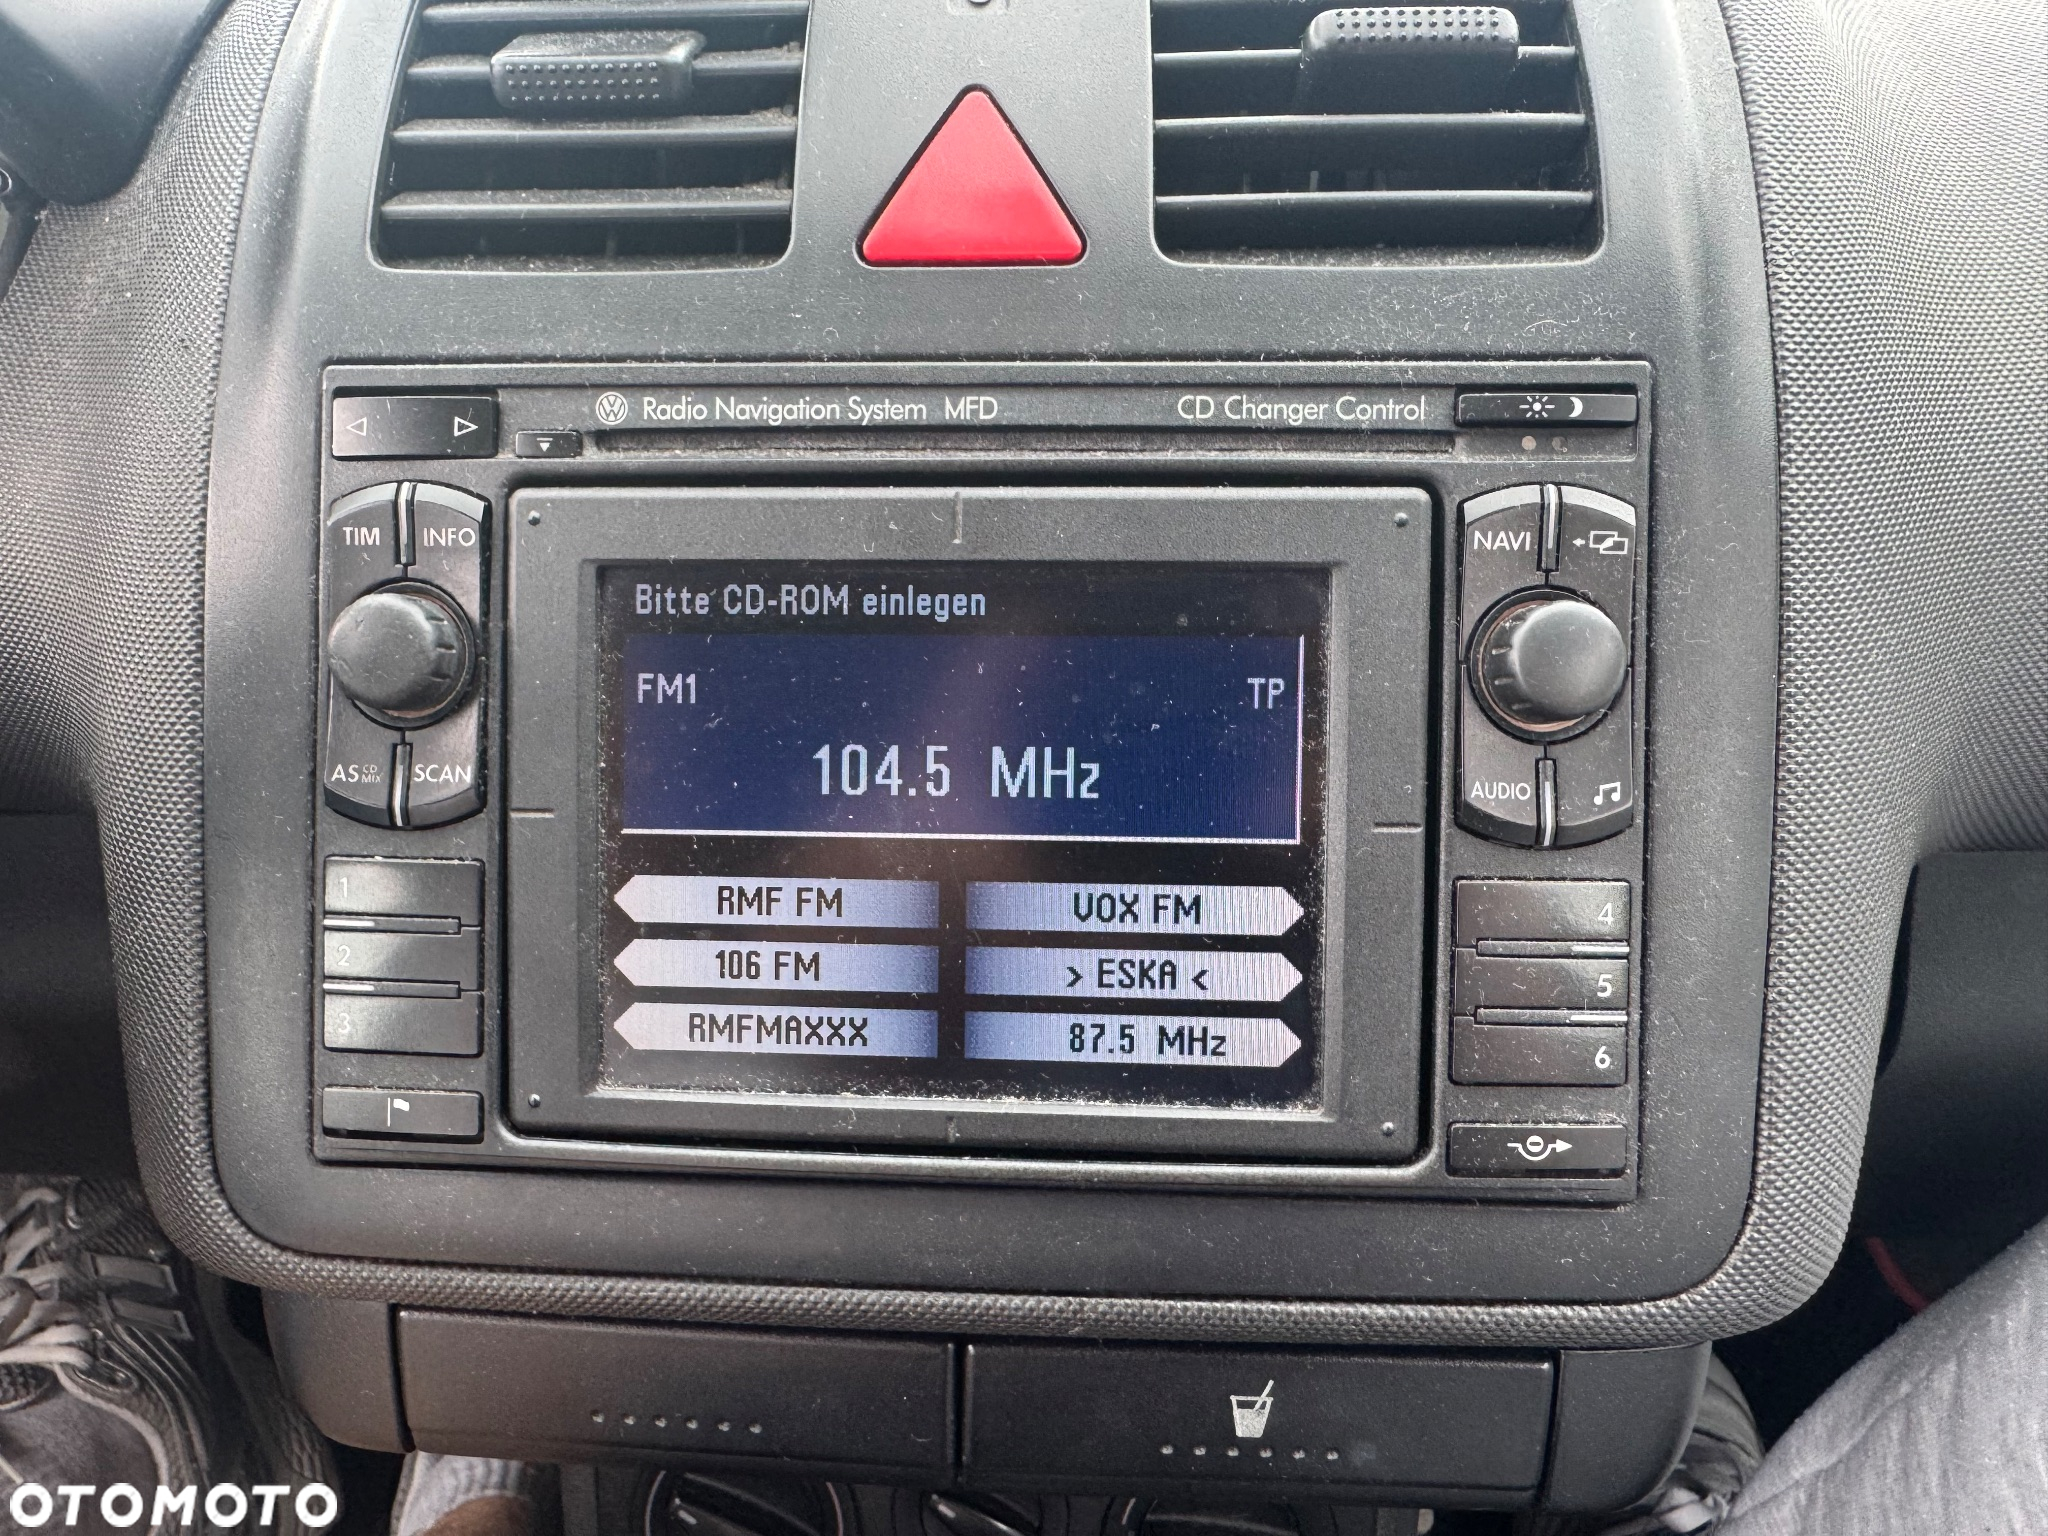 Radio Navigation System MFD CD Changer Control
TIM INFO
NAVI
Bitte CD-ROM einlegen
FM1 TP
104.5 MHz
AS CD MIX SCAN
AUDIO
1 RMF FM VOX FM 4
2 106 FM > ESKA < 5
3 RMFMAXXX 87.5 MHz 6
OTOMOTO